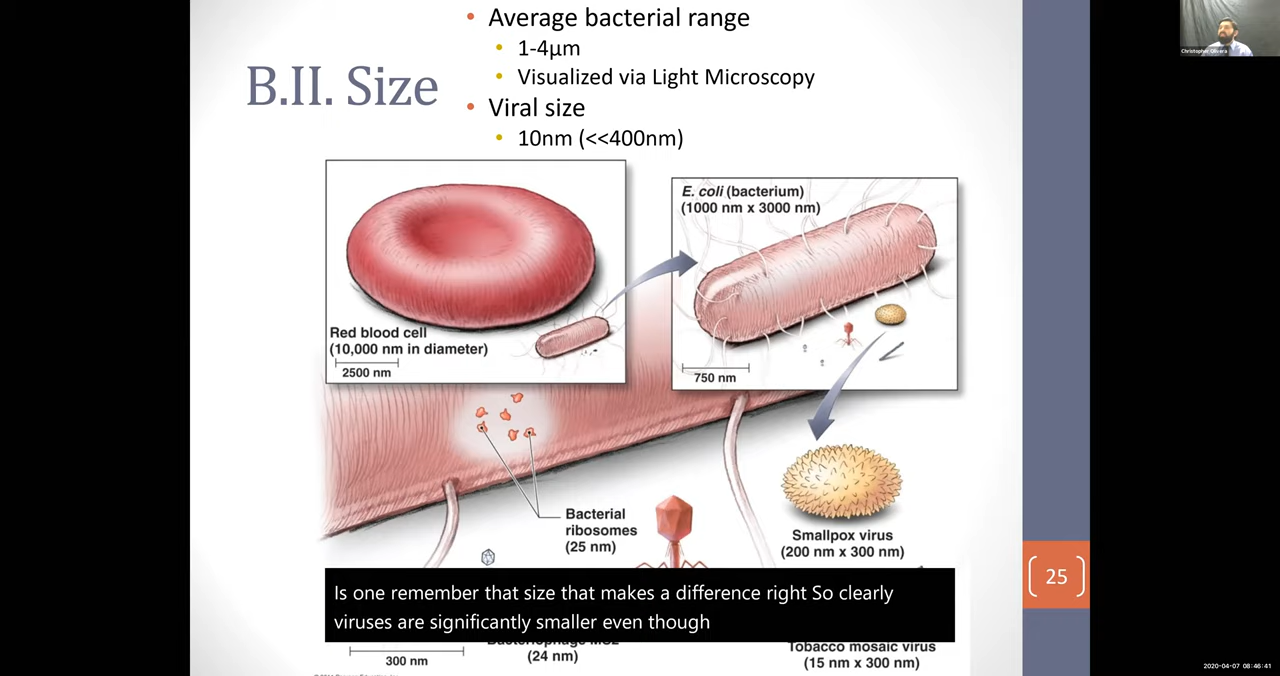 • Average bacterial range
• 1-4µm
• Visualized via Light Microscopy
B.II. Size
• Viral size
• 10nm (<<400nm)
Christopher Olivera
E. coli (bacterium)
(1000 nm x 3000 nm)
Red blood cell
(10,000 nm in diameter)
2500 nm
750 nm
Bacterial
ribosomes
(25 nm)
Smallpox virus
(200 nm x 300 nm)
25
Is one remember that size that makes a difference right So clearly
viruses are significantly smaller even though
Bacteriophage MS2
(24 nm)
300 nm
Tobacco mosaic virus
(15 nm x 300 nm)
2020-04-07 08:46:41